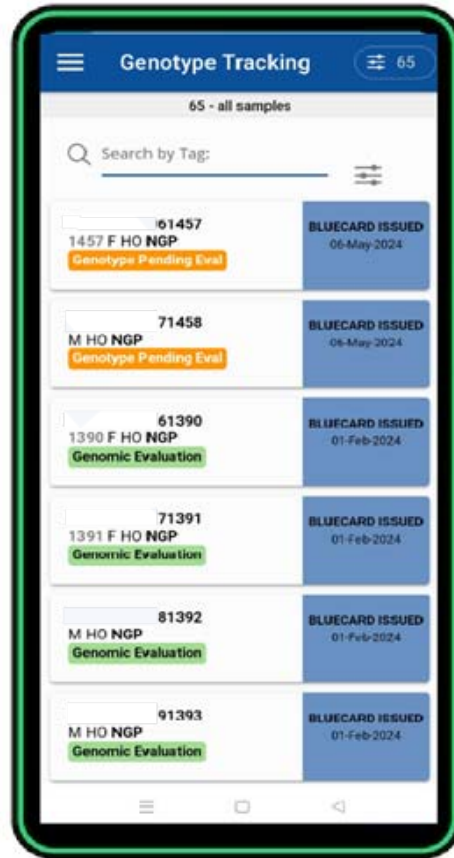 Genotype Tracking
65
65 - all samples
Search by Tag:
61457
1457 F HO NGP
Genotype Pending Eval
BLUECARD ISSUED
06-May-2024
71458
M HO NGP
Genotype Pending Eval
BLUECARD ISSUED
06-May-2024
61390
1390 F HO NGP
Genomic Evaluation
BLUECARD ISSUED
01-Feb-2024
71391
1391 F HO NGP
Genomic Evaluation
BLUECARD ISSUED
01-Feb-2024
81392
M HO NGP
Genomic Evaluation
BLUECARD ISSUED
01-Feb-2024
91393
M HO NGP
Genomic Evaluation
BLUECARD ISSUED
01-Feb-2024